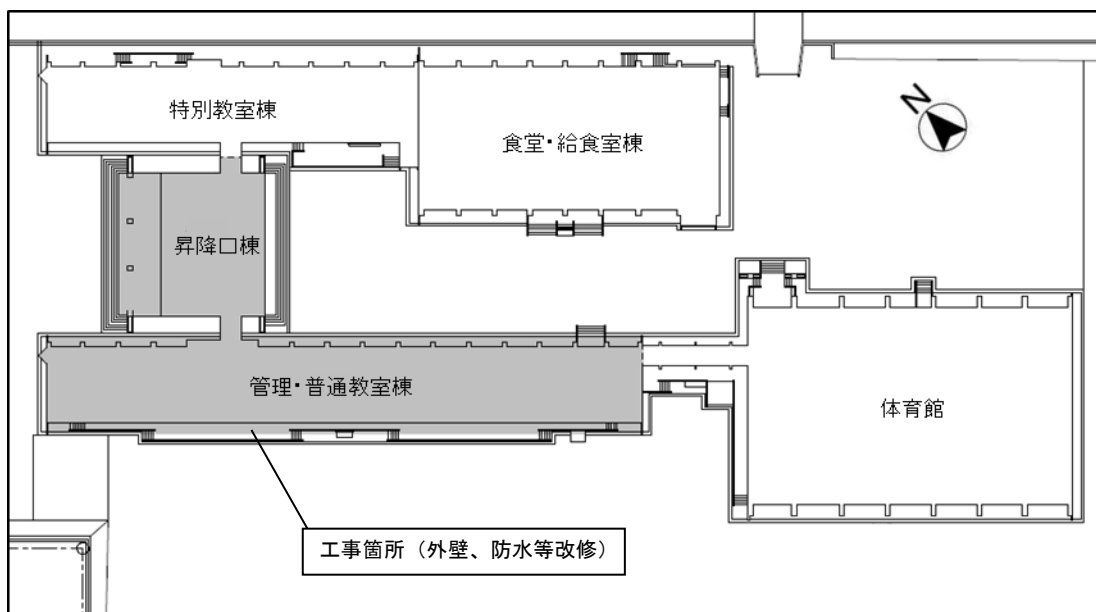 特別教室棟
食堂・給食室棟
N
昇降口棟
管理・普通教室棟
体育館
工事箇所（外壁、防水等改修）